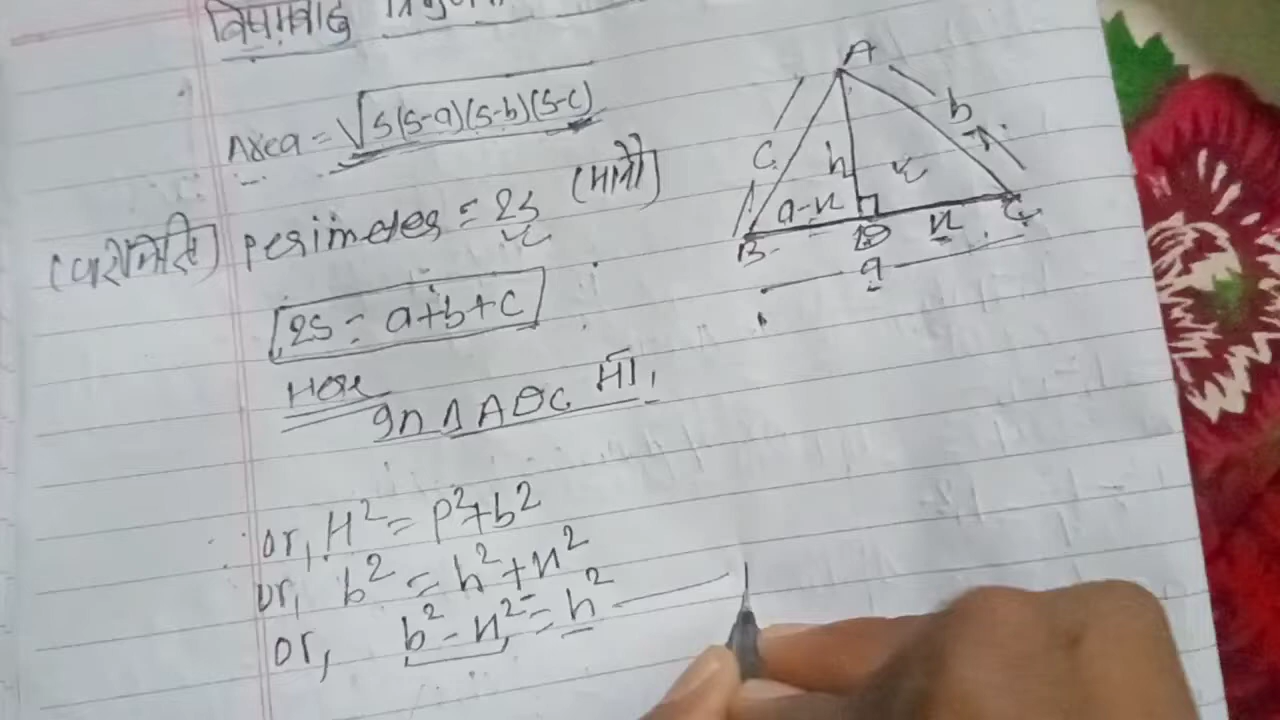 विषमबाहु त्रिभुज
Area = √s(s-a)(s-b)(s-c)
(परिमिति) perimeter = 2s (मानौ)
2s = a+b+c
Here
In Δ ADC मा,
or, H² = p²+b²
or, b² = h²+x²
or, b²-x² = h²
A
c
b
h
a-x
x
B
D
C
a